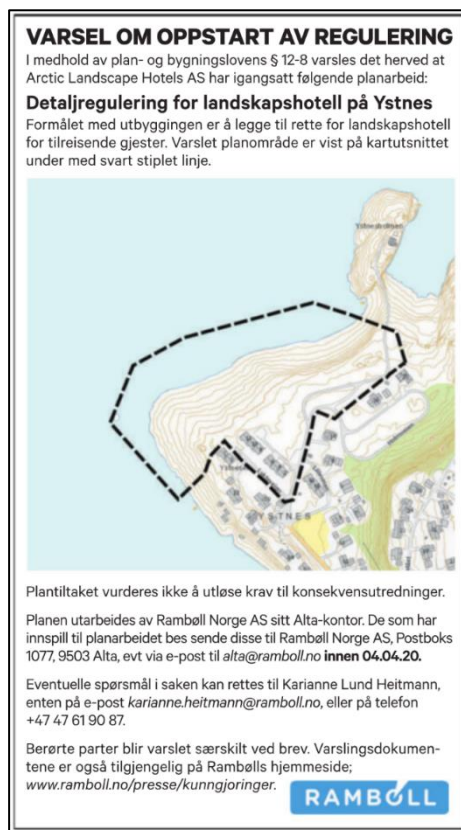 VARSEL OM OPPSTART AV REGULERING
I medhold av plan- og bygningslovens § 12-8 varsles det herved at
Arctic Landscape Hotels AS har igangsatt følgende planarbeid:
Detaljregulering for landskapshotell på Ystnes
Formålet med utbyggingen er å legge til rette for landskapshotell
for tilreisende gjester. Varslet planområde er vist på kartutsnittet
under med svart stiplet linje.
YSTNES
Plantiltaket vurderes ikke å utløse krav til konsekvensutredninger.
Planen utarbeides av Rambøll Norge AS sitt Alta-kontor. De som har
innspill til planarbeidet bes sende disse til Rambøll Norge AS, Postboks
1077, 9503 Alta, evt via e-post til alta@ramboll.no innen 04.04.20.
Eventuelle spørsmål i saken kan rettes til Karianne Lund Heitmann,
enten på e-post karianne.heitmann@ramboll.no, eller på telefon
+47 47 61 90 87.
Berørte parter blir varslet særskilt ved brev. Varslingsdokumen-
tene er også tilgjengelig på Rambølls hjemmeside;
www.ramboll.no/presse/kunngjoringer.
RAMBOLL